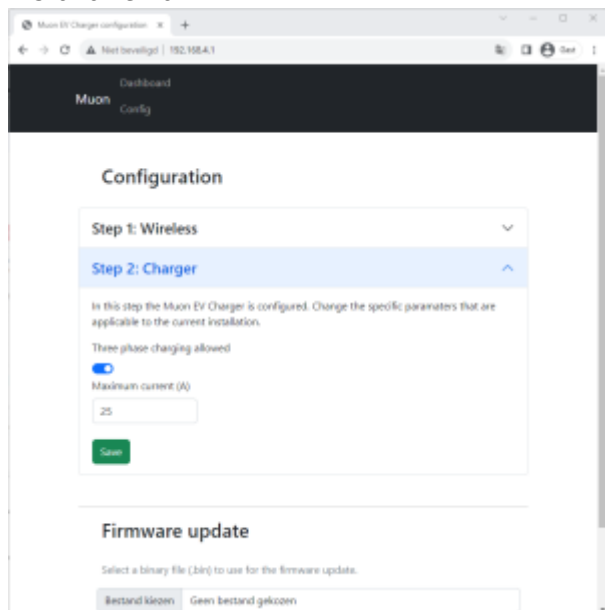 Muon EV Charger configuration
Niet beveiligd | 192.168.4.1
Gast
Dashboard
Muon
Config
Configuration
Step 1: Wireless
Step 2: Charger
In this step the Muon EV Charger is configured. Change the specific paramaters that are
applicable to the current installation.
Three phase charging allowed
Maximum current (A)
25
Save
Firmware update
Select a binary file (.bin) to use for the firmware update.
Bestand kiezen Geen bestand gekozen